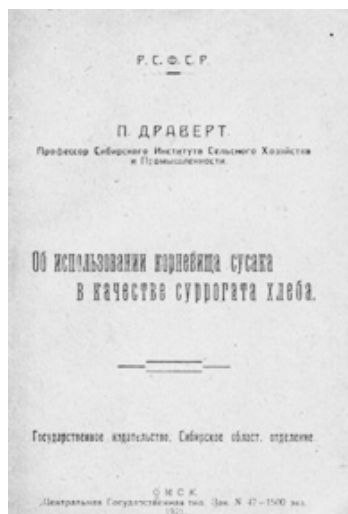 Р. С. Ф. С. Р.
П. ДРАВЕРТ.
Профессор Сибирского Института Сельского Хозяйства
и Промышленности.
Об использовании корневища сусака
в качестве суррогата хлеба.
Государственное издательство. Сибирское област. отделение.
ОМСК.
Центральная Государственная тип. Зак. N 47—1500 экз.